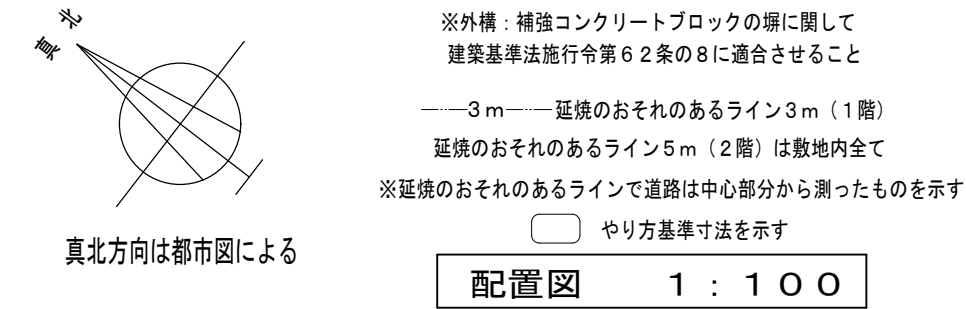 真北
真北方向は都市図による
※外構：補強コンクリートブロックの塀に関して
建築基準法施行令第６２条の８に適合させること
3ｍ 延焼のおそれのあるライン3ｍ（１階）
延焼のおそれのあるライン5ｍ（２階）は敷地内全て
※延焼のおそれのあるラインで道路は中心部分から測ったものを示す
やり方基準寸法を示す
配置図　１：１００